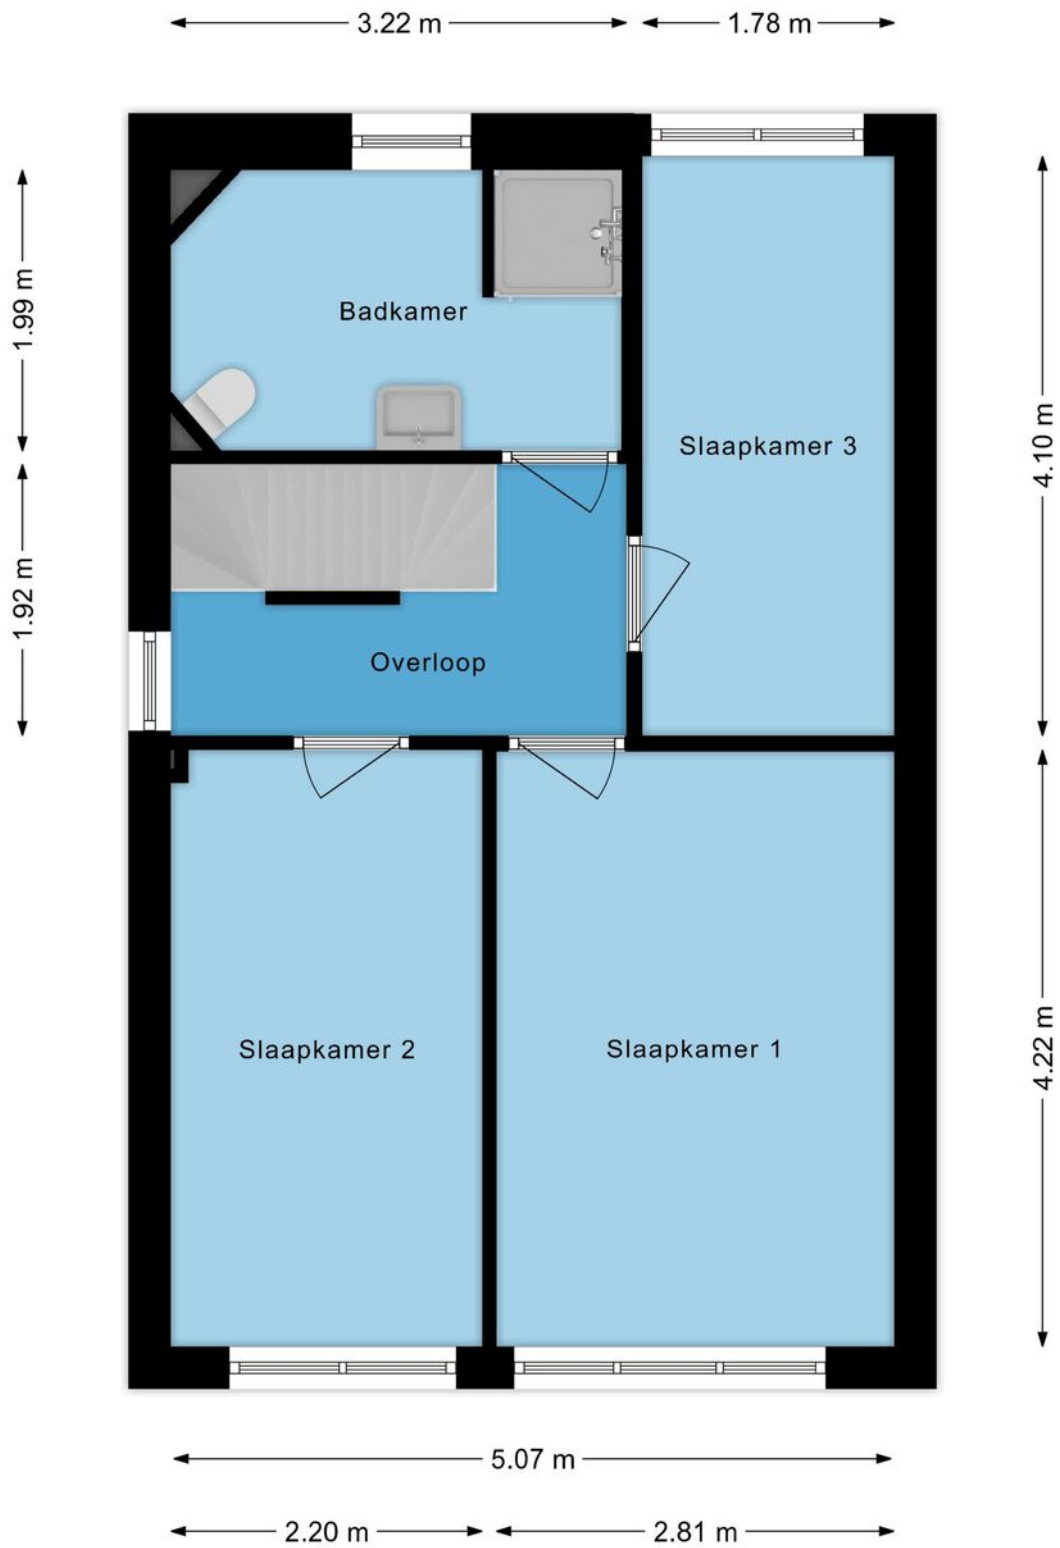 3.22 m
1.78 m
1.99 m
Badkamer
4.10 m
Slaapkamer 3
1.92 m
Overloop
Slaapkamer 2
Slaapkamer 1
4.22 m
5.07 m
2.20 m
2.81 m